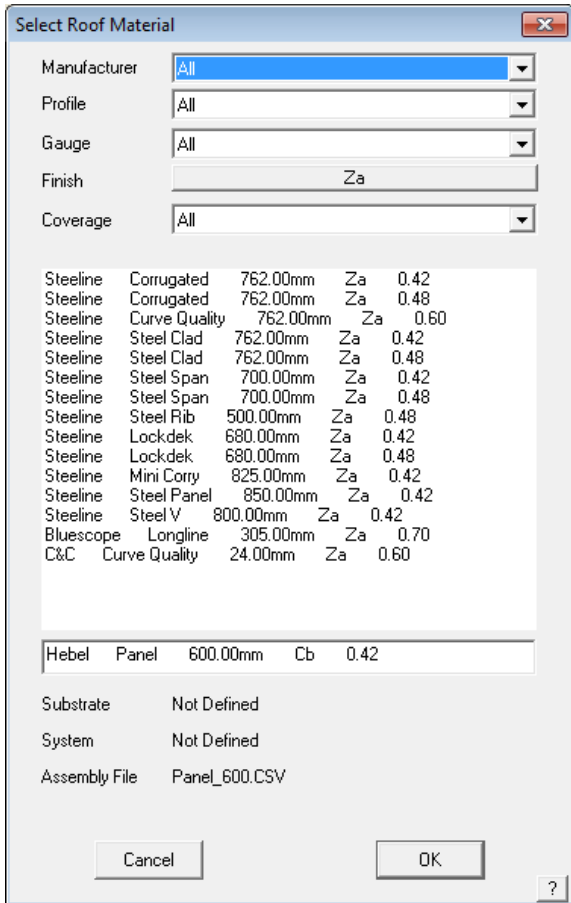 Select Roof Material
Manufacturer All
Profile All
Gauge All
Finish Za
Coverage All
Steeline Corrugated 762.00mm Za 0.42
Steeline Corrugated 762.00mm Za 0.48
Steeline Curve Quality 762.00mm Za 0.60
Steeline Steel Clad 762.00mm Za 0.42
Steeline Steel Clad 762.00mm Za 0.48
Steeline Steel Span 700.00mm Za 0.42
Steeline Steel Span 700.00mm Za 0.48
Steeline Steel Rib 500.00mm Za 0.48
Steeline Lockdek 680.00mm Za 0.42
Steeline Lockdek 680.00mm Za 0.48
Steeline Mini Corry 825.00mm Za 0.42
Steeline Steel Panel 850.00mm Za 0.42
Steeline Steel V 800.00mm Za 0.42
Bluescope Longline 305.00mm Za 0.70
C&C Curve Quality 24.00mm Za 0.60
Hebel Panel 600.00mm Cb 0.42
Substrate Not Defined
System Not Defined
Assembly File Panel_600.CSV
Cancel OK
?